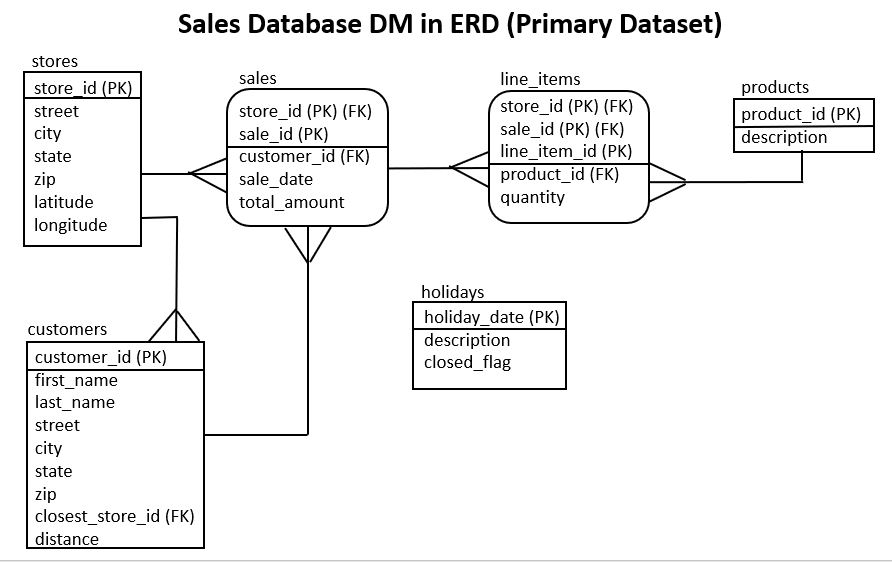 Sales Database DM in ERD (Primary Dataset)
stores
store_id (PK)
street
city
state
zip
latitude
longitude
sales
store_id (PK) (FK)
sale_id (PK)
customer_id (FK)
sale_date
total_amount
line_items
store_id (PK) (FK)
sale_id (PK) (FK)
line_item_id (PK)
product_id (FK)
quantity
products
product_id (PK)
description
holidays
holiday_date (PK)
description
closed_flag
customers
customer_id (PK)
first_name
last_name
street
city
state
zip
closest_store_id (FK)
distance